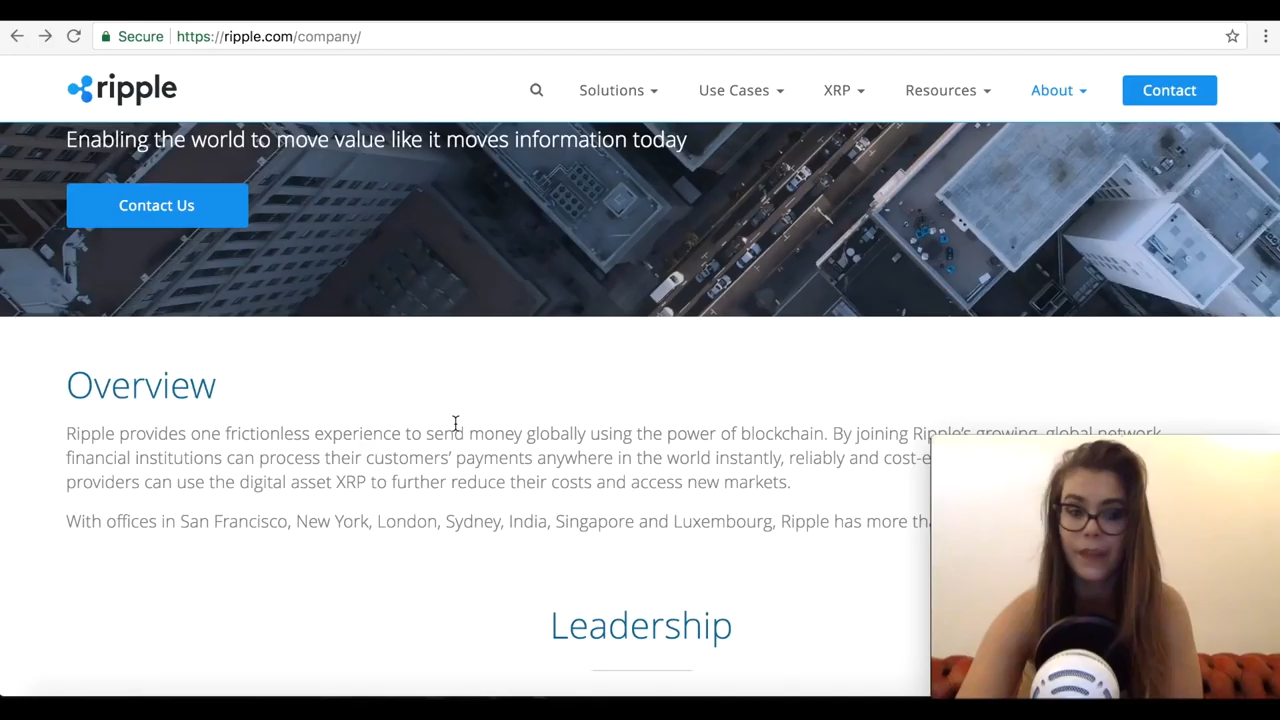 Secure https://ripple.com/company/
ripple Solutions Use Cases XRP Resources About Contact
Enabling the world to move value like it moves information today
Contact Us
Overview
Ripple provides one frictionless experience to send money globally using the power of blockchain. By joining Ripple's growing, global network,
financial institutions can process their customers' payments anywhere in the world instantly, reliably and
providers can use the digital asset XRP to further reduce their costs and access new markets.
With offices in San Francisco, New York, London, Sydney, India, Singapore and Luxembourg, Ripple has more
Leadership